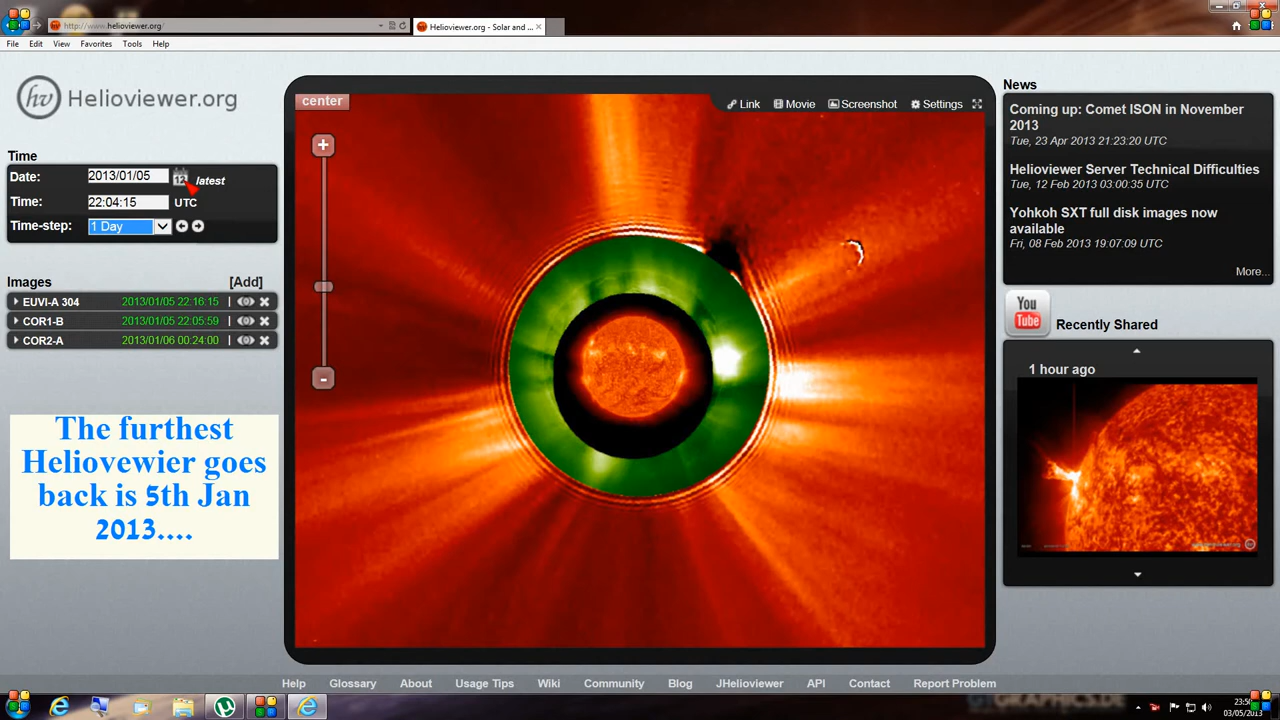 http://www.helioviewer.org/
Helioviewer.org - Solar and ...
File Edit View Favorites Tools Help
hv Helioviewer.org
Time
Date: 2013/01/05 12 latest
Time: 22:04:15 UTC
Time-step: 1 Day
Images [Add]
EUVI-A 304 2013/01/05 22:16:15
COR1-B 2013/01/05 22:05:59
COR2-A 2013/01/06 00:24:00
The furthest
Heliovewier goes
back is 5th Jan
2013....
center
+
-
Link Movie Screenshot Settings
News
Coming up: Comet ISON in November
2013
Tue, 23 Apr 2013 21:23:20 UTC
Helioviewer Server Technical Difficulties
Tue, 12 Feb 2013 03:00:35 UTC
Yohkoh SXT full disk images now
available
Fri, 08 Feb 2013 19:07:09 UTC
More...
You
Tube
Recently Shared
1 hour ago
Help Glossary About Usage Tips Wiki Community Blog JHelioviewer API Contact Report Problem
03/05/2013